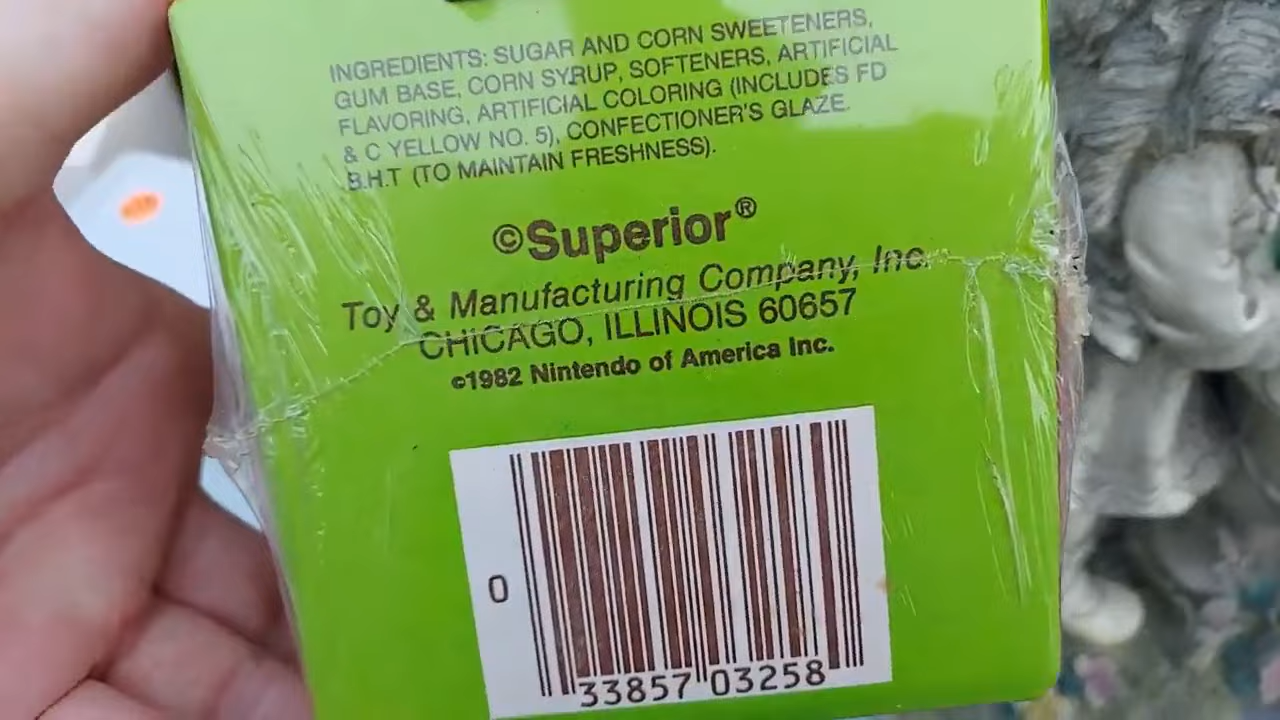 INGREDIENTS: SUGAR AND CORN SWEETENERS,
GUM BASE, CORN SYRUP, SOFTENERS, ARTIFICIAL
FLAVORING, ARTIFICIAL COLORING (INCLUDES FD
& C YELLOW NO. 5), CONFECTIONER'S GLAZE.
B.H.T (TO MAINTAIN FRESHNESS).
©Superior®
Toy & Manufacturing Company, Inc.
CHICAGO, ILLINOIS 60657
©1982 Nintendo of America Inc.
0
33857 03258